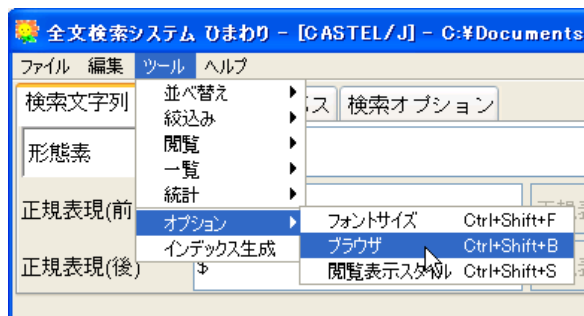 全文検索システム ひまわり - [CASTEL/J] - C:¥Documents
ファイル 編集 ツール ヘルプ
検索文字列 ス 検索オプション
並べ替え
絞込み
形態素
閲覧
一覧
統計
正規表現(前
オプション
フォントサイズ Ctrl+Shift+F
インデックス生成
ブラウザ Ctrl+Shift+B
正規表現(後) $
閲覧表示スタイル Ctrl+Shift+S